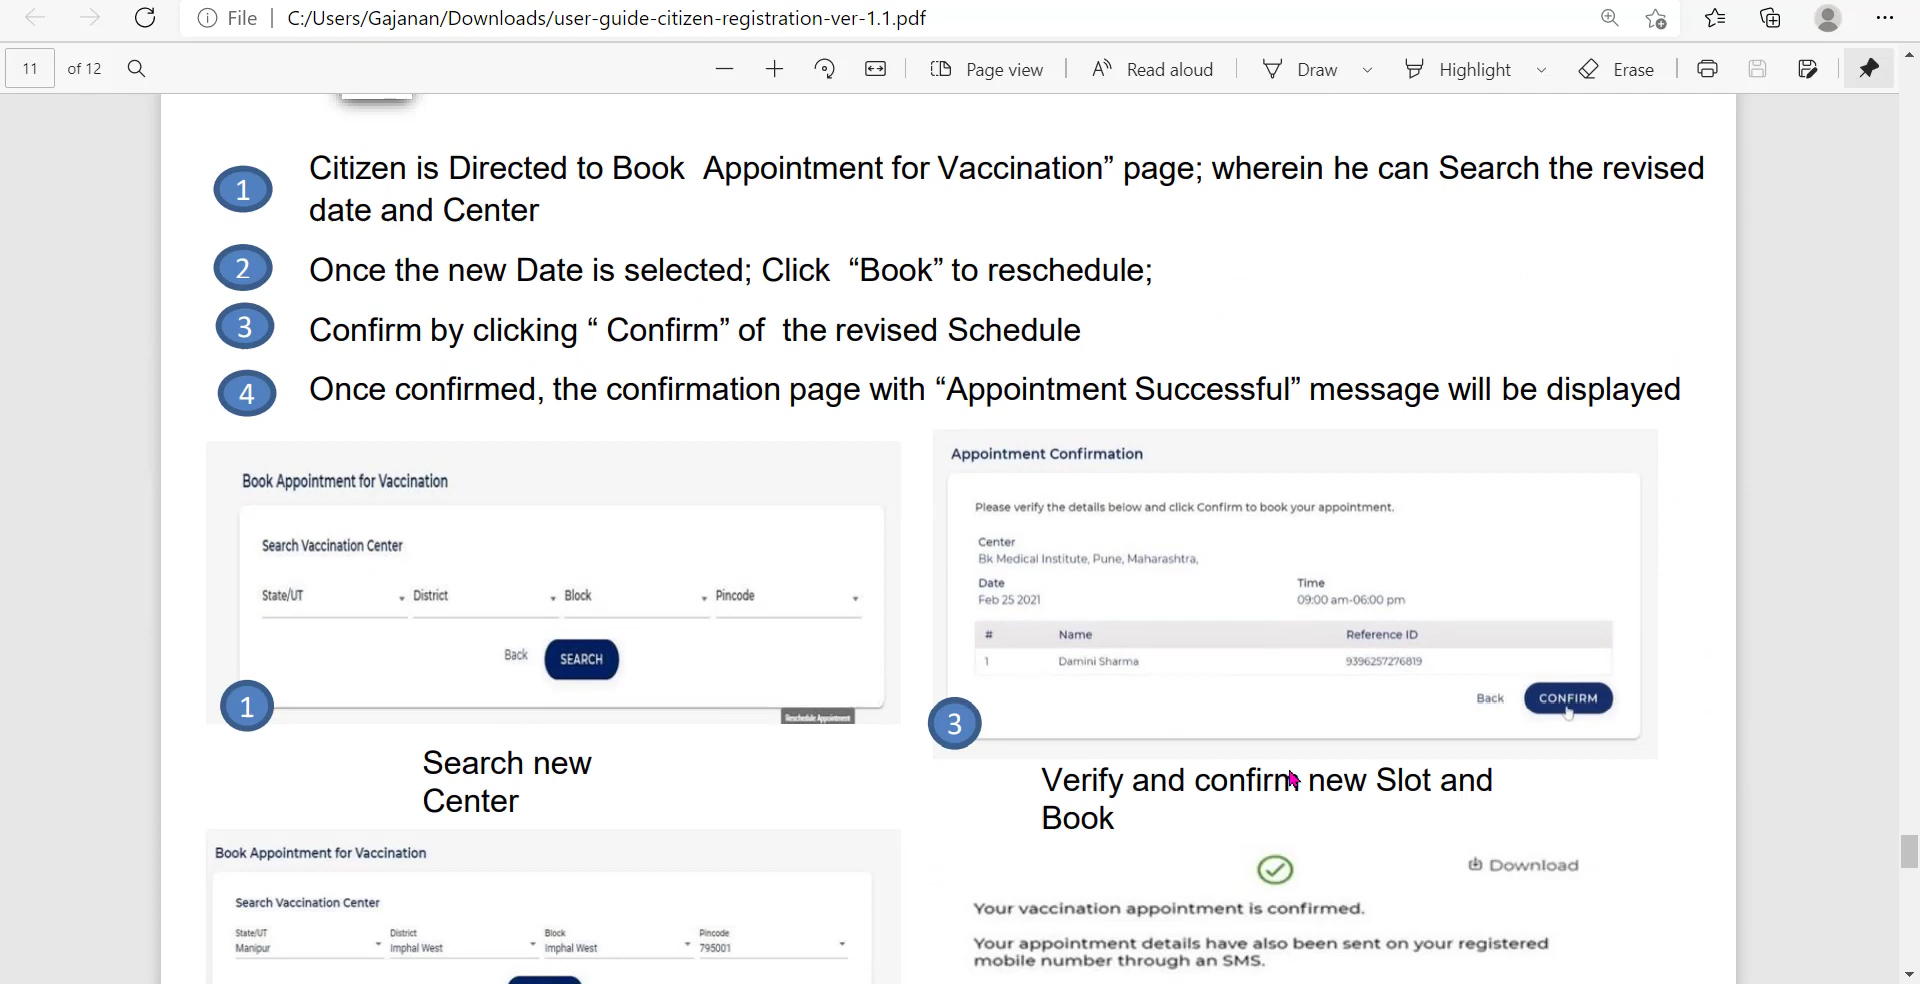 File | C:/Users/Gajanan/Downloads/user-guide-citizen-registration-ver-1.1.pdf
11 of 12
Page view
Read aloud
Draw
Highlight
Erase
1 Citizen is Directed to Book Appointment for Vaccination” page; wherein he can Search the revised
date and Center
2 Once the new Date is selected; Click “Book” to reschedule;
3 Confirm by clicking “ Confirm” of the revised Schedule
4 Once confirmed, the confirmation page with “Appointment Successful” message will be displayed
Book Appointment for Vaccination
Search Vaccination Center
State/UT District Block Pincode
Back SEARCH
1
Reschedule Appointment
Search new
Center
Appointment Confirmation
Please verify the details below and click Confirm to book your appointment.
Center
Bk Medical Institute, Pune, Maharashtra,
Date Time
Feb 25 2021 09:00 am-06:00 pm
# Name Reference ID
1 Damini Sharma 9396257276819
Back CONFIRM
3
Verify and confirm new Slot and
Book
Book Appointment for Vaccination
Search Vaccination Center
State/UT District Block Pincode
Manipur Imphal West Imphal West 795001
Download
Your vaccination appointment is confirmed.
Your appointment details have also been sent on your registered
mobile number through an SMS.